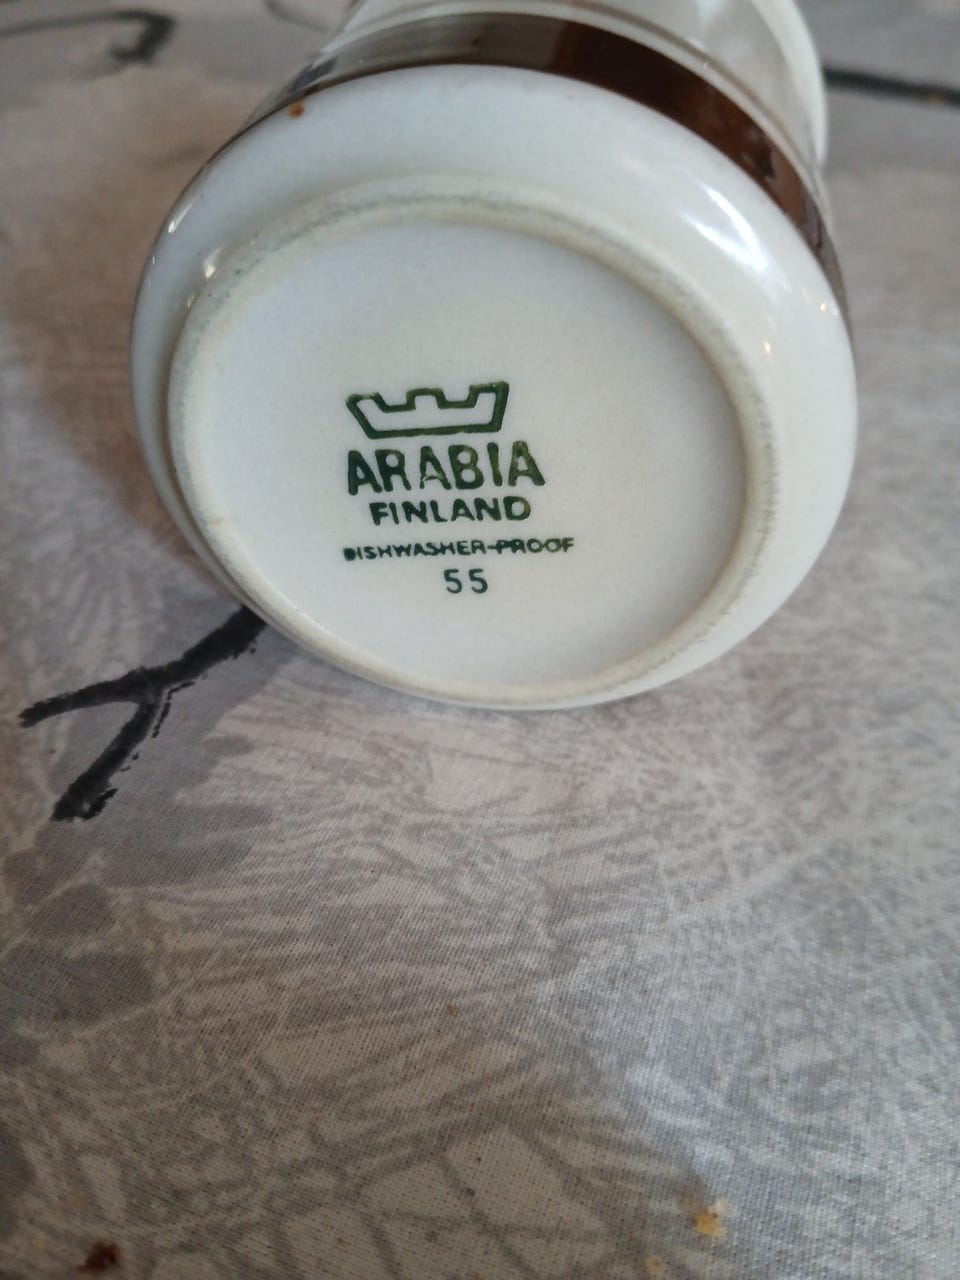 ARABIA
FINLAND
DISHWASHER-PROOF
55